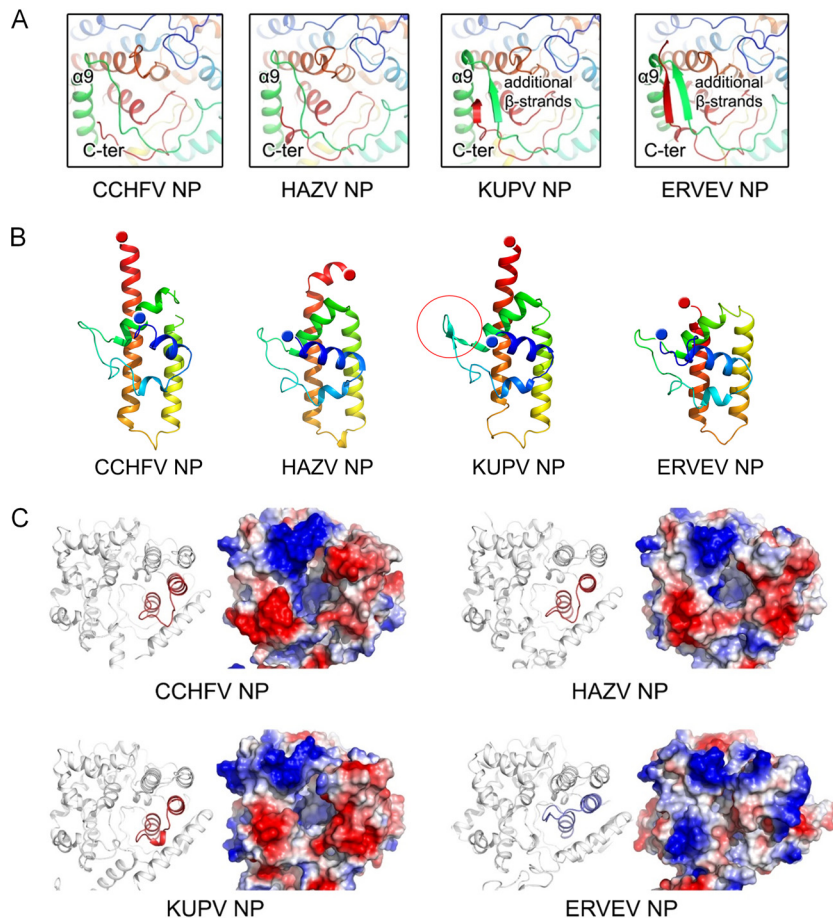 A
α9
C-ter
CCHFV NP
α9
C-ter
HAZV NP
α9
additional
β-strands
C-ter
KUPV NP
α9
additional
β-strands
C-ter
ERVEV NP
B
CCHFV NP
HAZV NP
KUPV NP
ERVEV NP
C
CCHFV NP
HAZV NP
KUPV NP
ERVEV NP